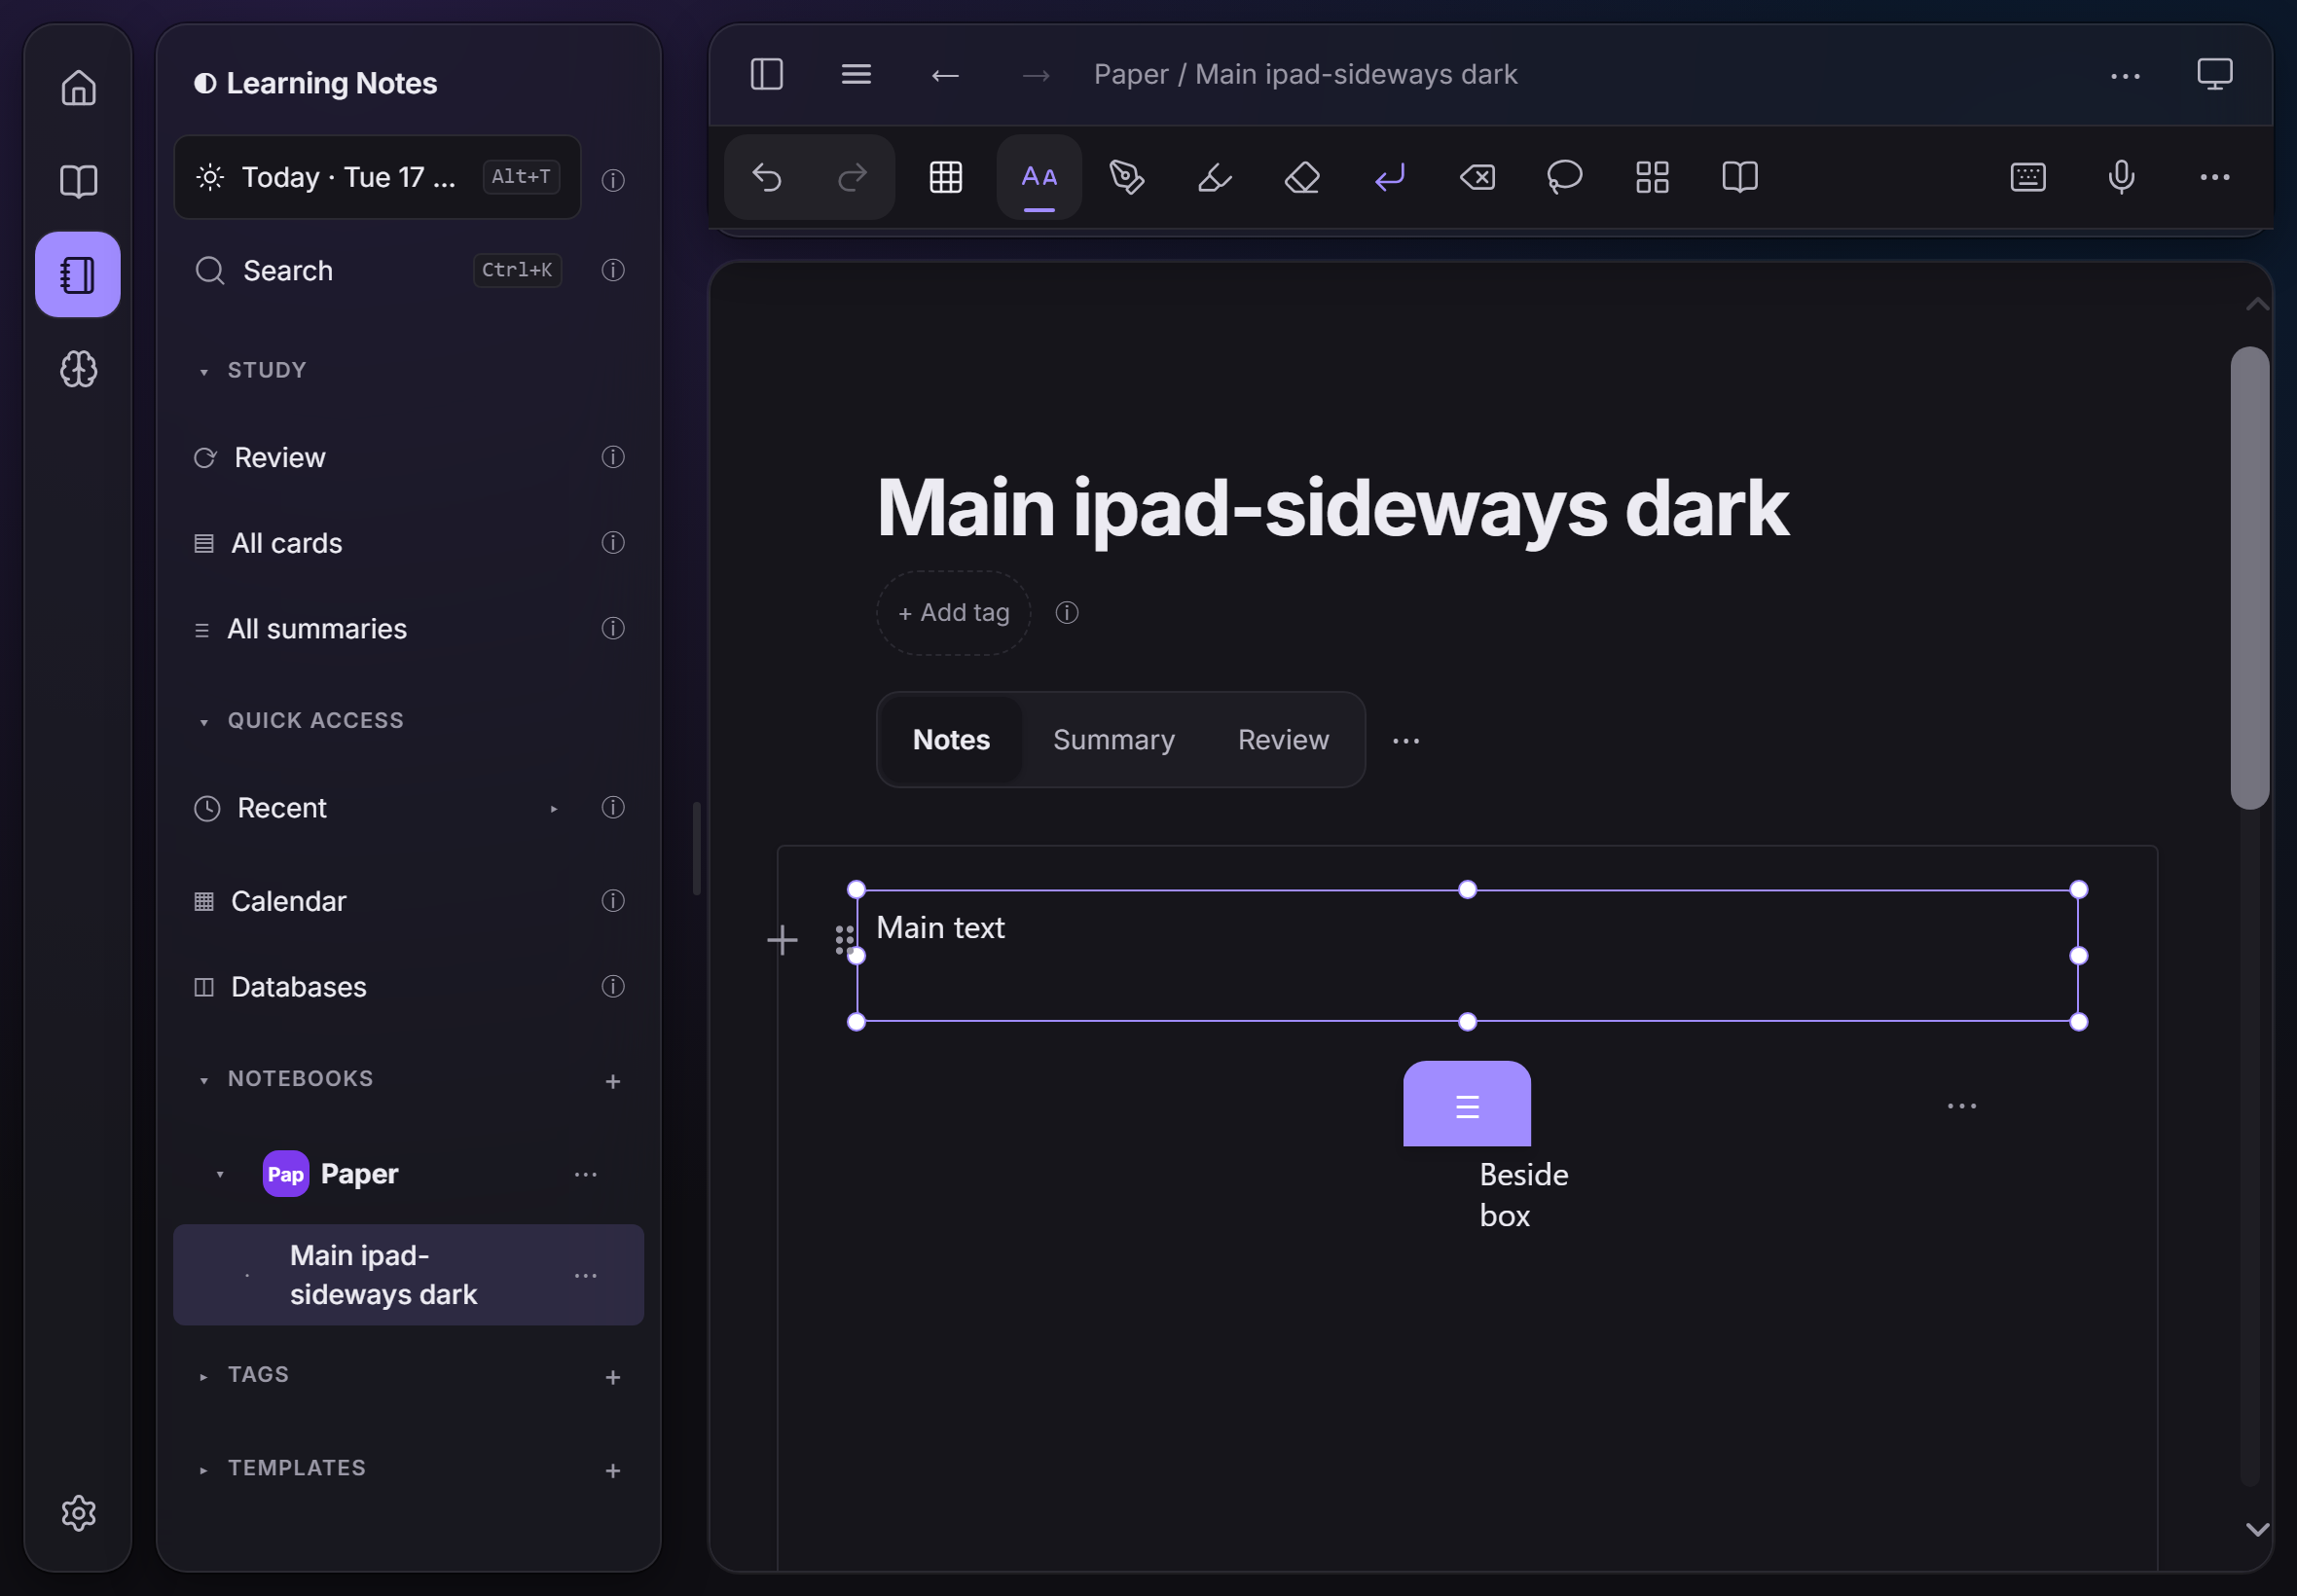 Learning Notes
Today · Tue 17 ... Alt+T
Search Ctrl+K
STUDY
Review
All cards
All summaries
QUICK ACCESS
Recent
Calendar
Databases
NOTEBOOKS
Pap Paper
Main ipad-
sideways dark
TAGS
TEMPLATES
Paper / Main ipad-sideways dark
AA
Main ipad-sideways dark
+ Add tag
Notes Summary Review
Main text
Beside
box